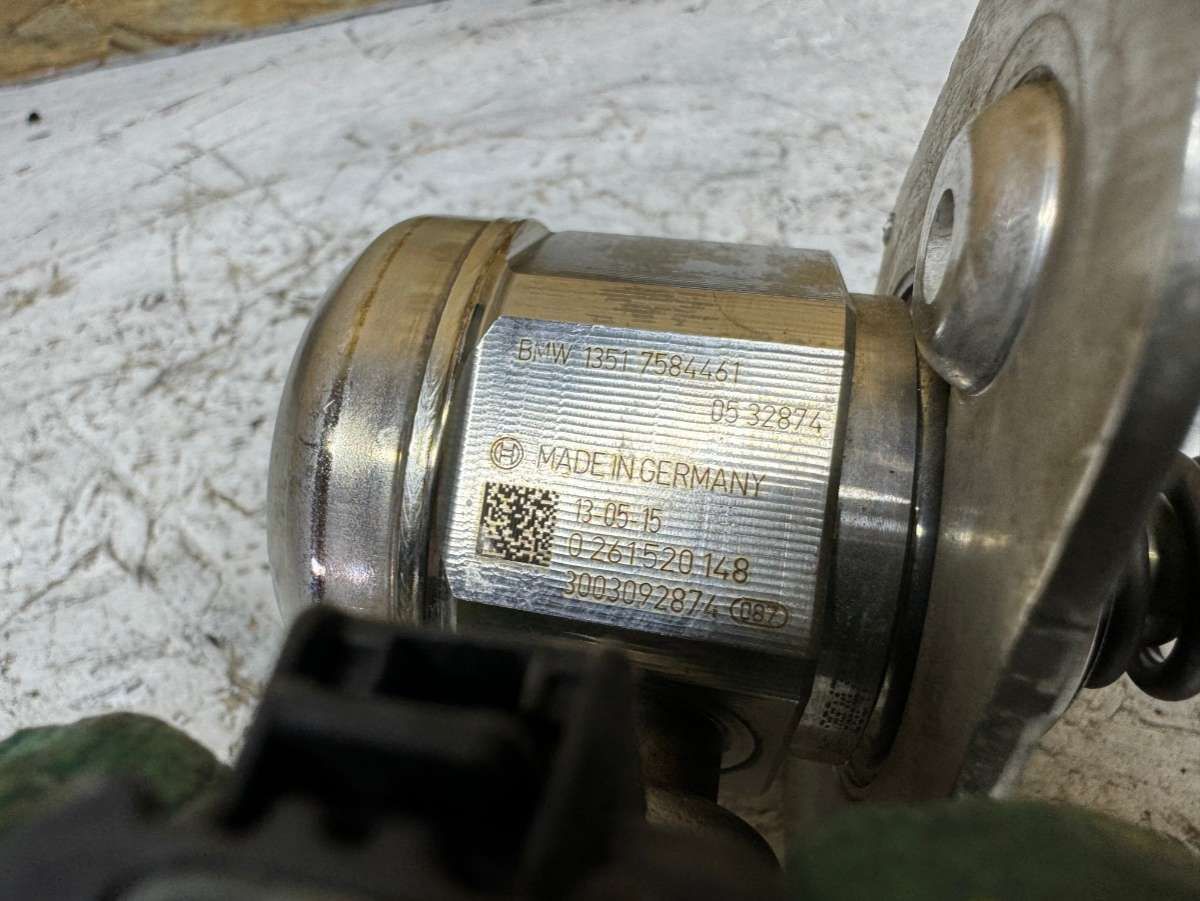 BMW 1351 7584461
05 32874
MADE IN GERMANY
13-05-15
0 261 520 148
3003092874 087